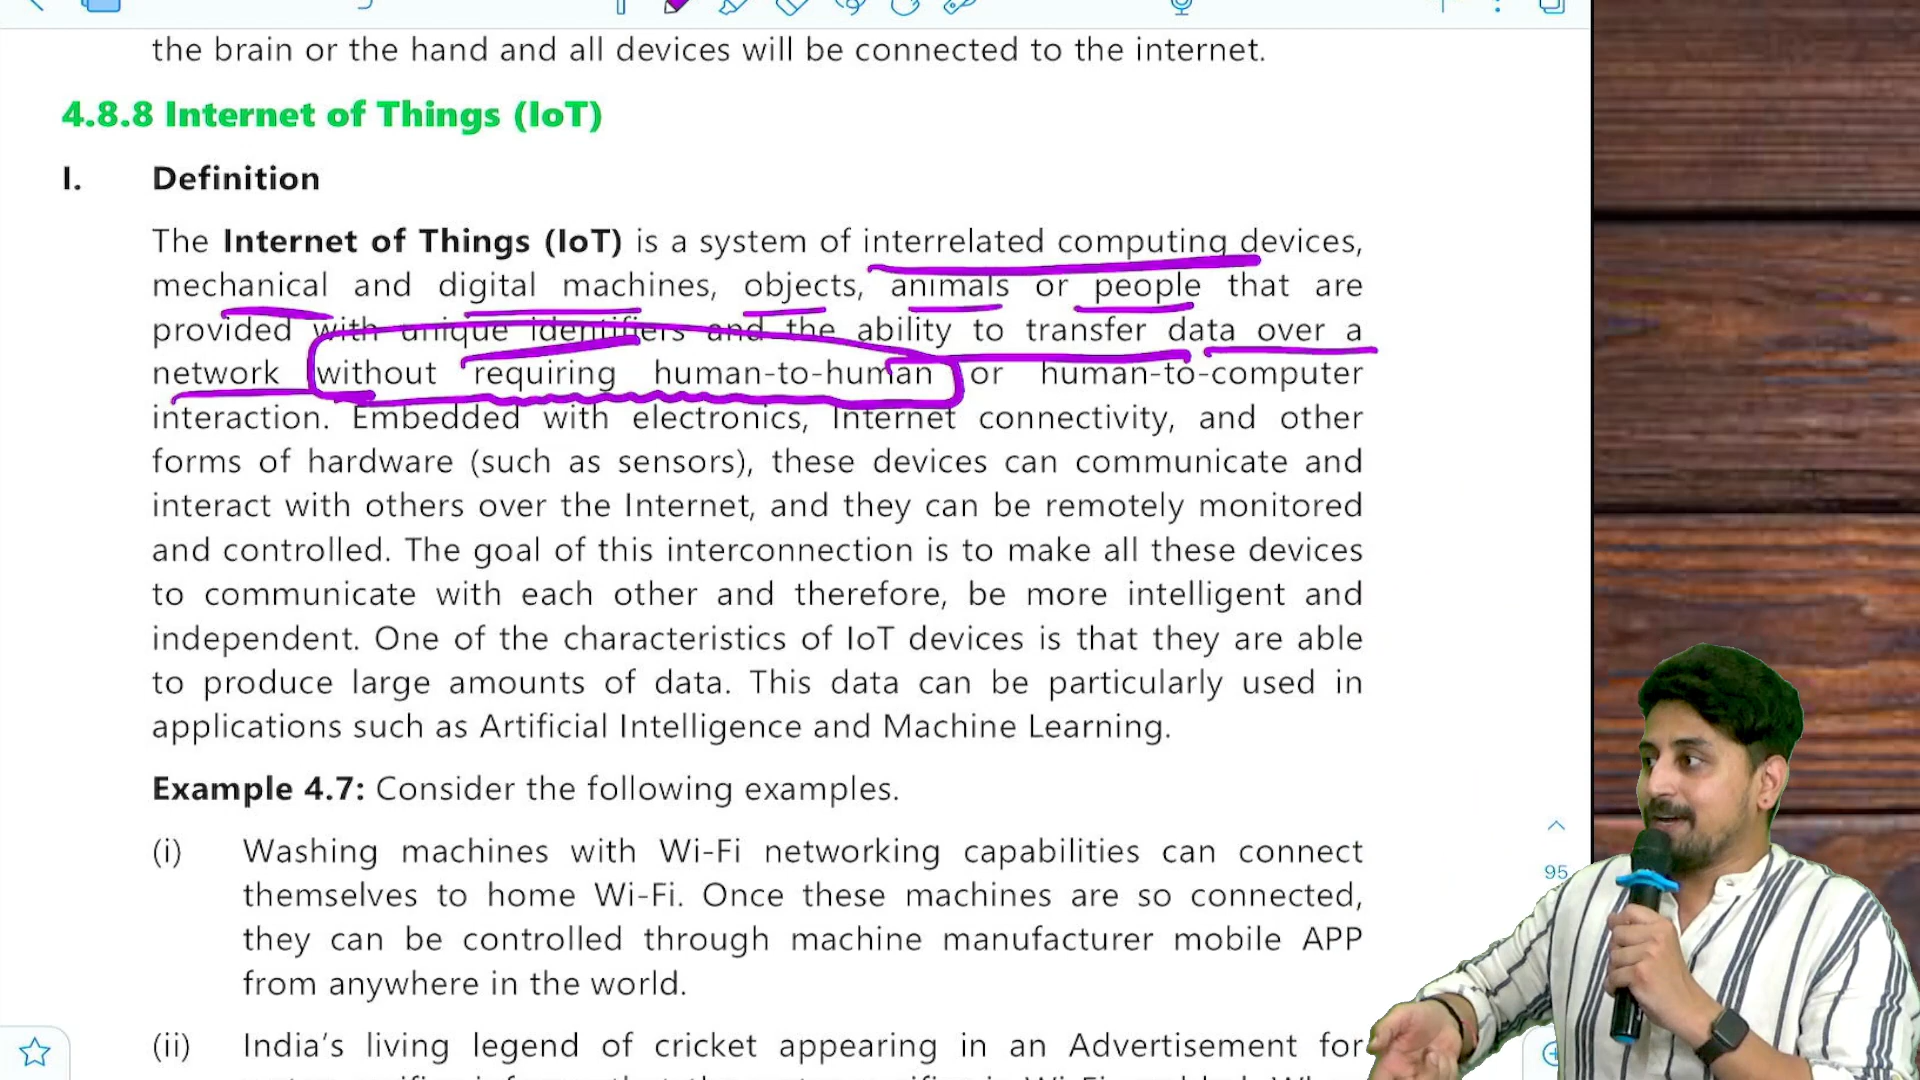 the brain or the hand and all devices will be connected to the internet.
4.8.8 Internet of Things (IoT)
I. Definition
The Internet of Things (IoT) is a system of interrelated computing devices,
mechanical and digital machines, objects, animals or people that are
provided with unique identifiers and the ability to transfer data over a
network without requiring human-to-human or human-to-computer
interaction. Embedded with electronics, Internet connectivity, and other
forms of hardware (such as sensors), these devices can communicate and
interact with others over the Internet, and they can be remotely monitored
and controlled. The goal of this interconnection is to make all these devices
to communicate with each other and therefore, be more intelligent and
independent. One of the characteristics of IoT devices is that they are able
to produce large amounts of data. This data can be particularly used in
applications such as Artificial Intelligence and Machine Learning.
Example 4.7: Consider the following examples.
(i) Washing machines with Wi-Fi networking capabilities can connect
themselves to home Wi-Fi. Once these machines are so connected,
they can be controlled through machine manufacturer mobile APP
from anywhere in the world.
95
(ii) India's living legend of cricket appearing in an Advertisement for